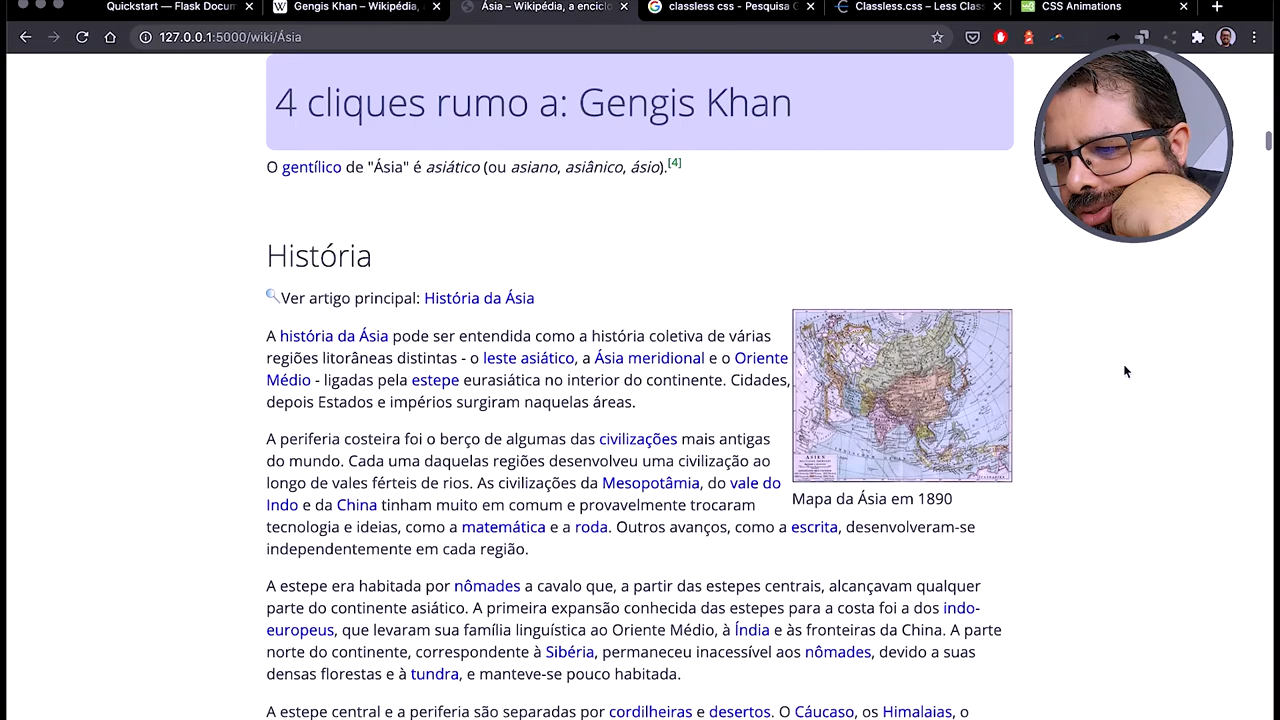 Quickstart — Flask Docum
Gengis Khan – Wikipédia, a
Ásia – Wikipédia, a enciclo
classless css - Pesquisa G
Classless.css – Less Class
CSS Animations
127.0.0.1:5000/wiki/Ásia
4 cliques rumo a: Gengis Khan
O gentílico de "Ásia" é asiático (ou asiano, asiânico, ásio).[4]
História
Ver artigo principal: História da Ásia
A história da Ásia pode ser entendida como a história coletiva de várias
regiões litorâneas distintas - o leste asiático, a Ásia meridional e o Oriente
Médio - ligadas pela estepe eurasiática no interior do continente. Cidades,
depois Estados e impérios surgiram naquelas áreas.
A periferia costeira foi o berço de algumas das civilizações mais antigas
do mundo. Cada uma daquelas regiões desenvolveu uma civilização ao
longo de vales férteis de rios. As civilizações da Mesopotâmia, do vale do
Indo e da China tinham muito em comum e provavelmente trocaram
tecnologia e ideias, como a matemática e a roda. Outros avanços, como a escrita, desenvolveram-se
independentemente em cada região.
Mapa da Ásia em 1890
A estepe era habitada por nômades a cavalo que, a partir das estepes centrais, alcançavam qualquer
parte do continente asiático. A primeira expansão conhecida das estepes para a costa foi a dos indo-
europeus, que levaram sua família linguística ao Oriente Médio, à Índia e às fronteiras da China. A parte
norte do continente, correspondente à Sibéria, permaneceu inacessível aos nômades, devido a suas
densas florestas e à tundra, e manteve-se pouco habitada.
A estepe central e a periferia são separadas por cordilheiras e desertos. O Cáucaso, os Himalaias, o